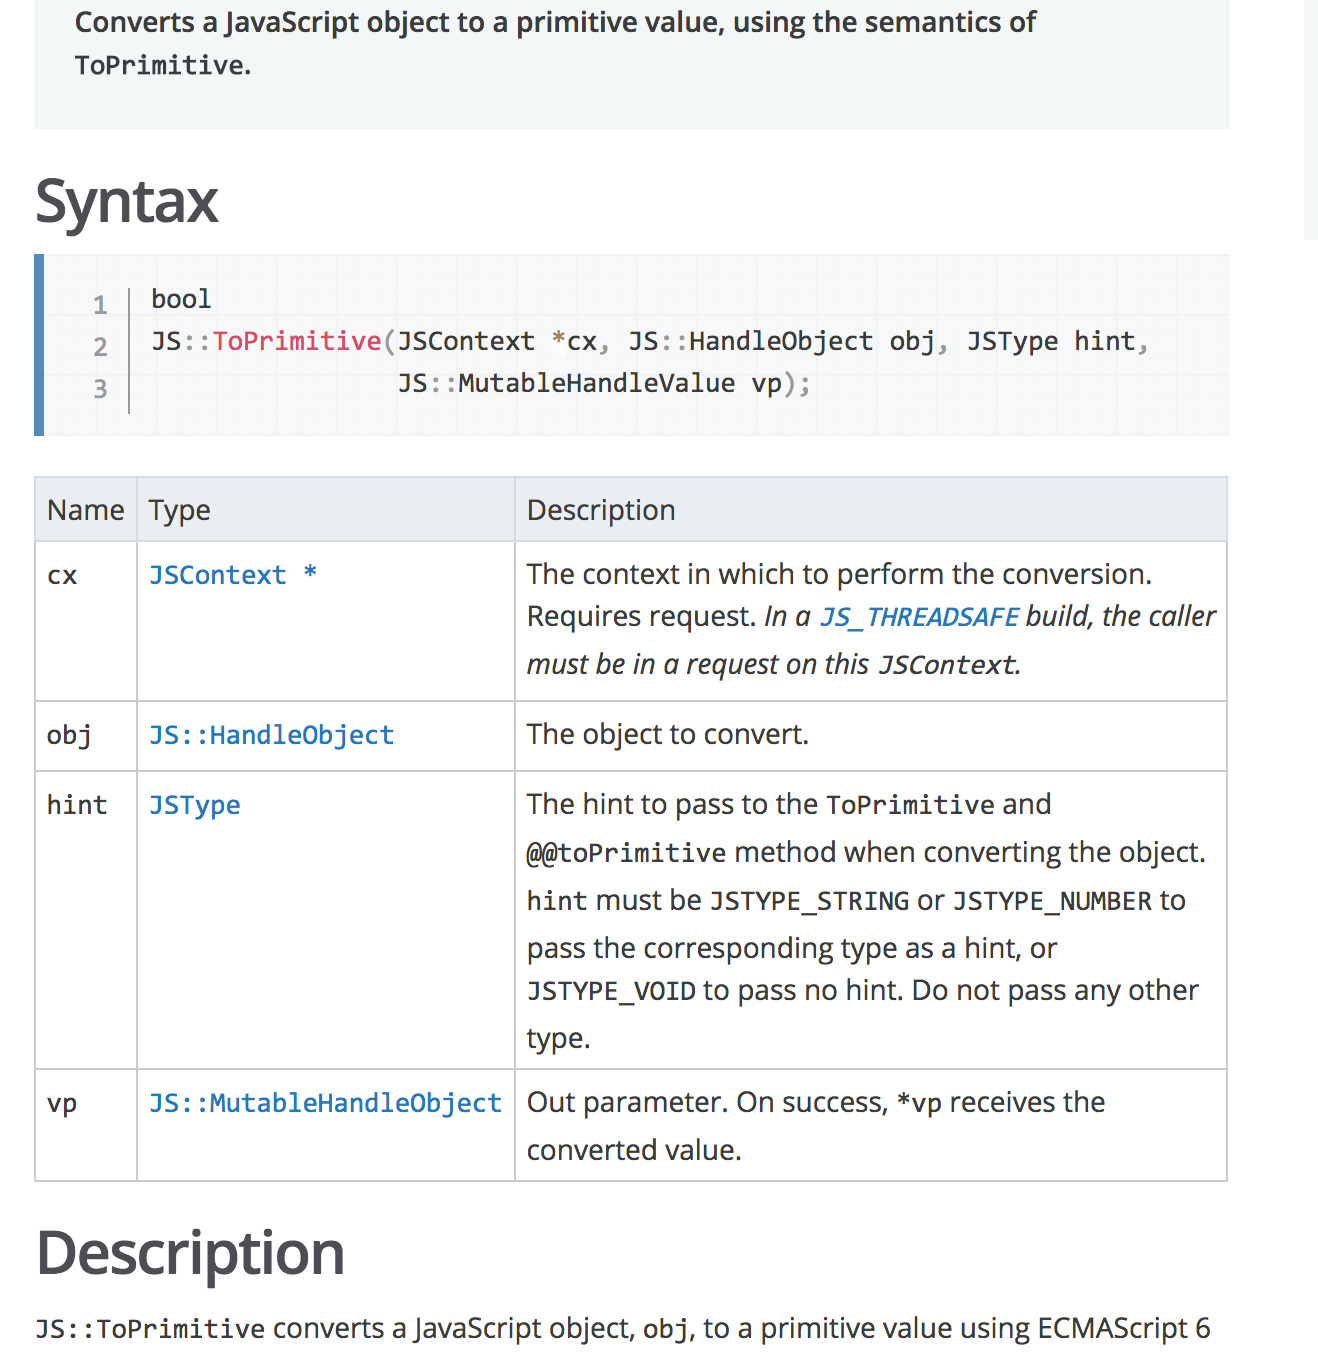 Converts a JavaScript object to a primitive value, using the semantics of
ToPrimitive.
Syntax
1 bool
2 JS::ToPrimitive(JSContext *cx, JS::HandleObject obj, JSType hint,
3 JS::MutableHandleValue vp);
Name Type Description
cx JSContext * The context in which to perform the conversion.
Requires request. In a JS_THREADSAFE build, the caller
must be in a request on this JSContext.
obj JS::HandleObject The object to convert.
hint JSType The hint to pass to the ToPrimitive and
@@toPrimitive method when converting the object.
hint must be JSTYPE_STRING or JSTYPE_NUMBER to
pass the corresponding type as a hint, or
JSTYPE_VOID to pass no hint. Do not pass any other
type.
vp JS::MutableHandleObject Out parameter. On success, *vp receives the
converted value.
Description
JS::ToPrimitive converts a JavaScript object, obj, to a primitive value using ECMAScript 6